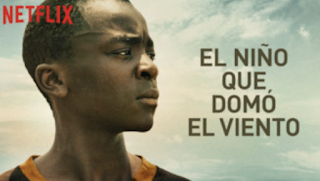 NETFLIX
EL NIÑO
QUE
DOMÓ
EL VIENTO